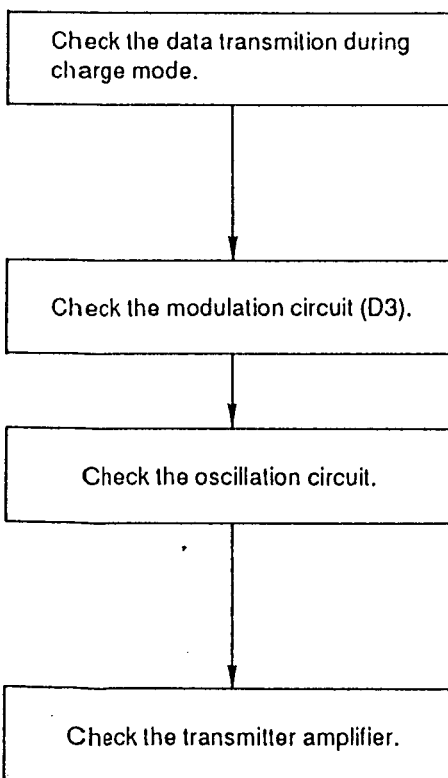 Check the data transmition during
charge mode.
Check the modulation circuit (D3).
Check the oscillation circuit.
Check the transmitter amplifier.